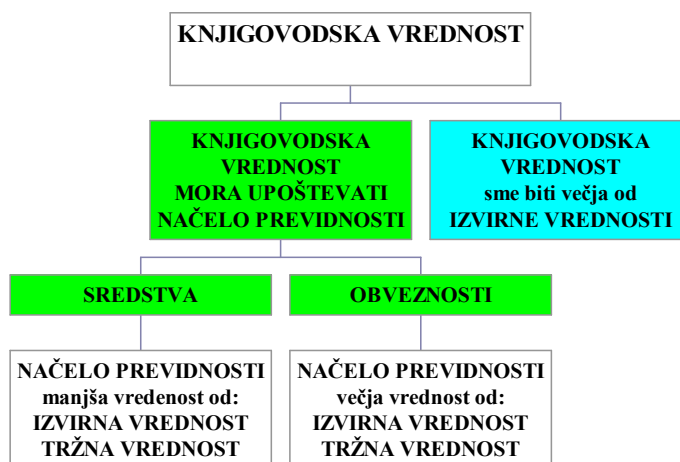 KNJIGOVODSKA VREDNOST
KNJIGOVODSKA
VREDNOST
MORA UPOŠTEVATI
NAČELO PREVIDNOSTI
KNJIGOVODSKA
VREDNOST
sme biti večja od
IZVIRNE VREDNOSTI
SREDSTVA
OBVEZNOSTI
NAČELO PREVIDNOSTI
manjša vredenost od:
IZVIRNA VREDNOST
TRŽNA VREDNOST
NAČELO PREVIDNOSTI
večja vrednost od:
IZVIRNA VREDNOST
TRŽNA VREDNOST